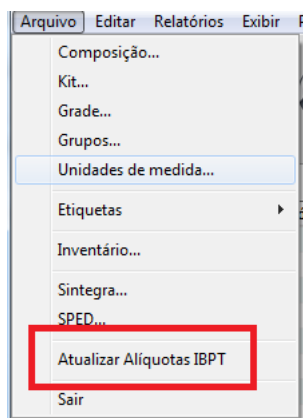 Arquivo Editar Relatórios Exibir
Composição...
Kit...
Grade...
Grupos...
Unidades de medida...
Etiquetas
Inventário...
Sintegra...
SPED...
Atualizar Alíquotas IBPT
Sair